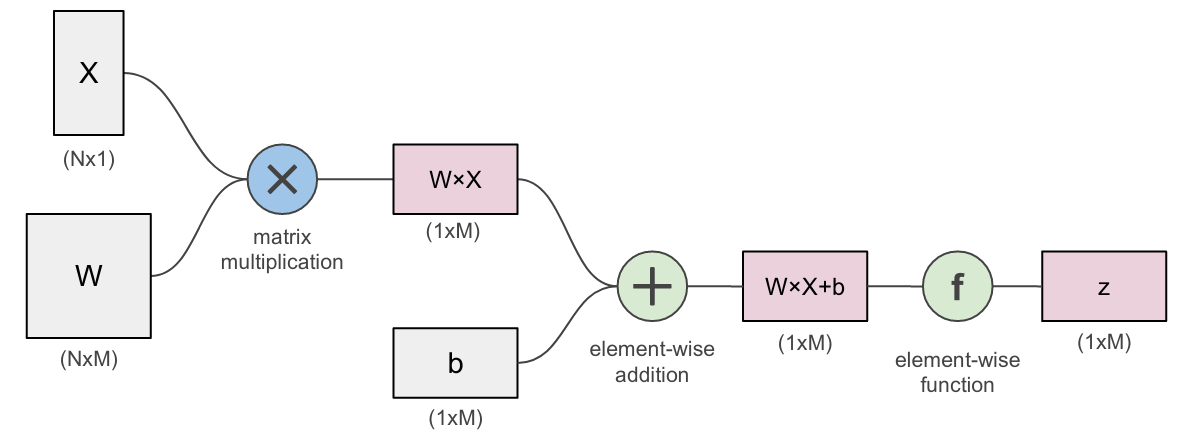 X
(Nx1)
W
(NxM)
×
matrix
multiplication
W×X
(1xM)
b
(1xM)
+
element-wise
addition
W×X+b
(1xM)
f
element-wise
function
z
(1xM)